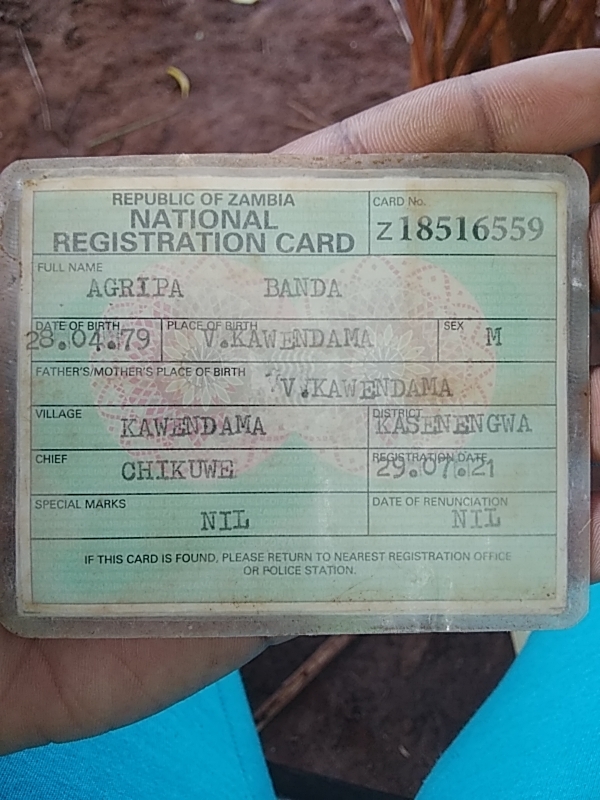 REPUBLIC OF ZAMBIA
NATIONAL
REGISTRATION CARD
CARD No.
Z18516559
FULL NAME
AGRIPA BANDA
DATE OF BIRTH PLACE OF BIRTH SEX
28.04.79 V.KAWENDAMA M
FATHER'S/MOTHER'S PLACE OF BIRTH
V.KAWENDAMA
VILLAGE DISTRICT
KAWENDAMA KASENENGWA
CHIEF REGISTRATION DATE
CHIKUWE 29.07.21
SPECIAL MARKS DATE OF RENUNCIATION
NIL NIL
IF THIS CARD IS FOUND, PLEASE RETURN TO NEAREST REGISTRATION OFFICE
OR POLICE STATION.